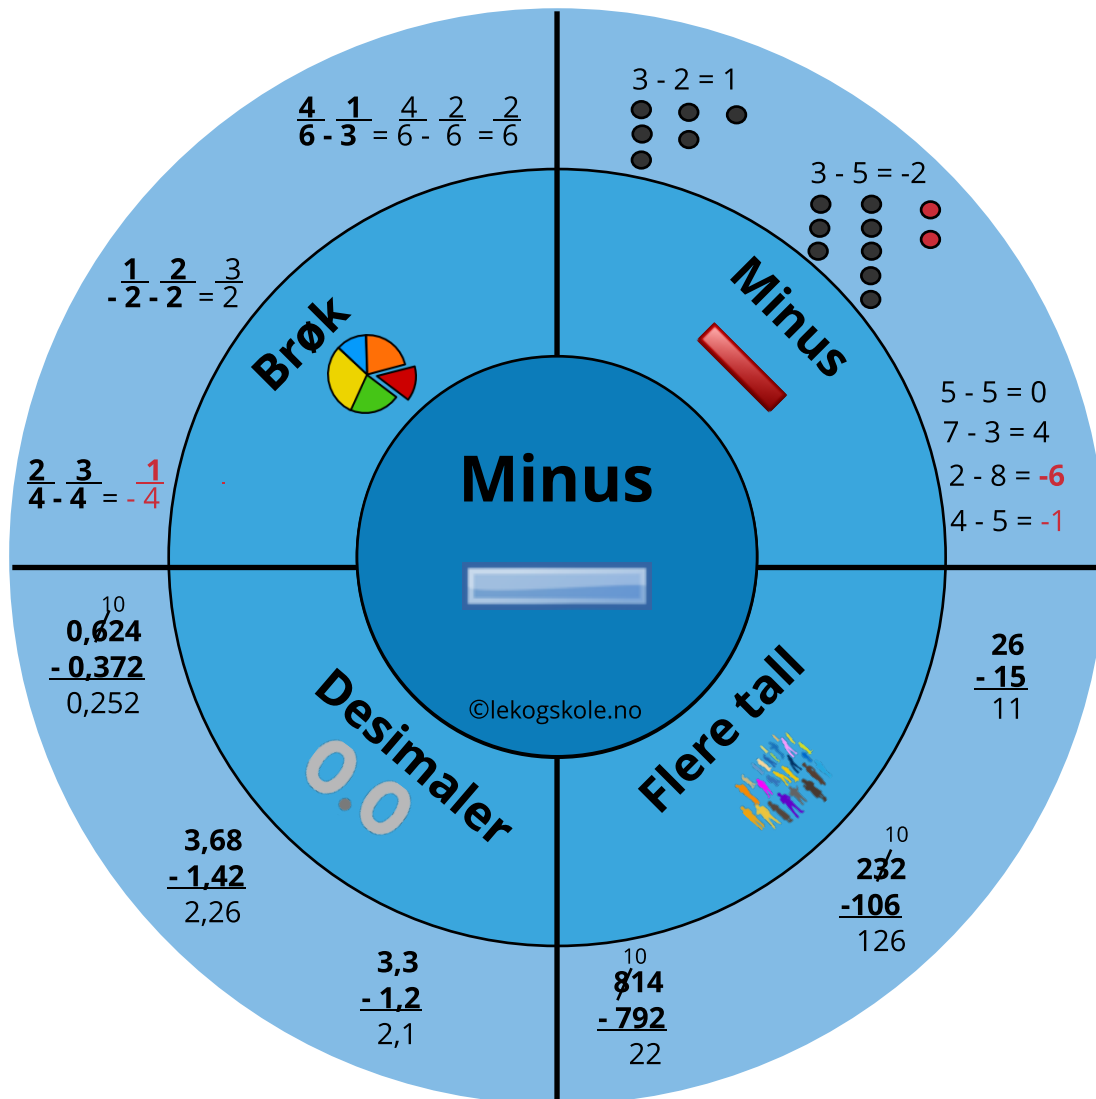 Minus
©lekogskole.no
Minus
3 - 2 = 1
3 - 5 = -2
5 - 5 = 0
7 - 3 = 4
2 - 8 = -6
4 - 5 = -1
Flere tall
26
- 15
11
10
232
-106
126
10
814
- 792
22
Desimaler
3,3
- 1,2
2,1
3,68
- 1,42
2,26
10
0,624
- 0,372
0,252
Brøk
2 3 1
4 - 4 = - 4
1 2 3
- 2 - 2 = 2
4 1 4 2 2
6 - 3 = 6 - 6 = 6